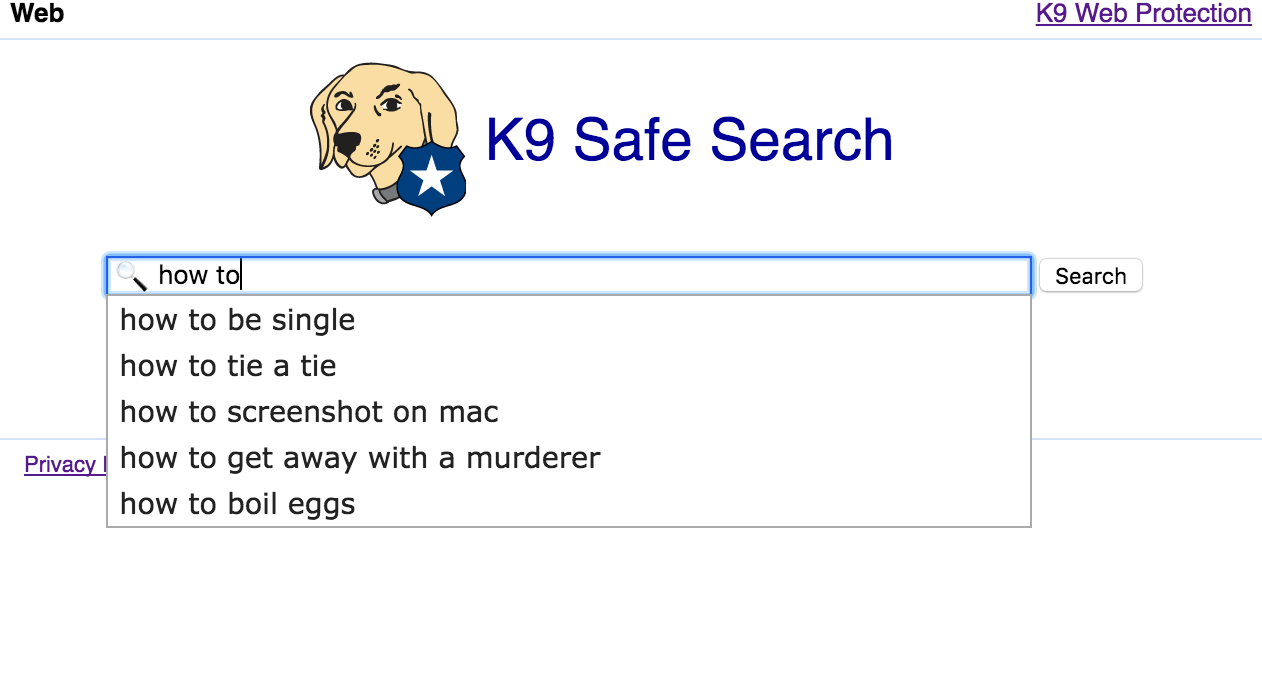 Web
K9 Web Protection
K9 Safe Search
how to
Search
how to be single
how to tie a tie
how to screenshot on mac
how to get away with a murderer
Privacy
how to boil eggs